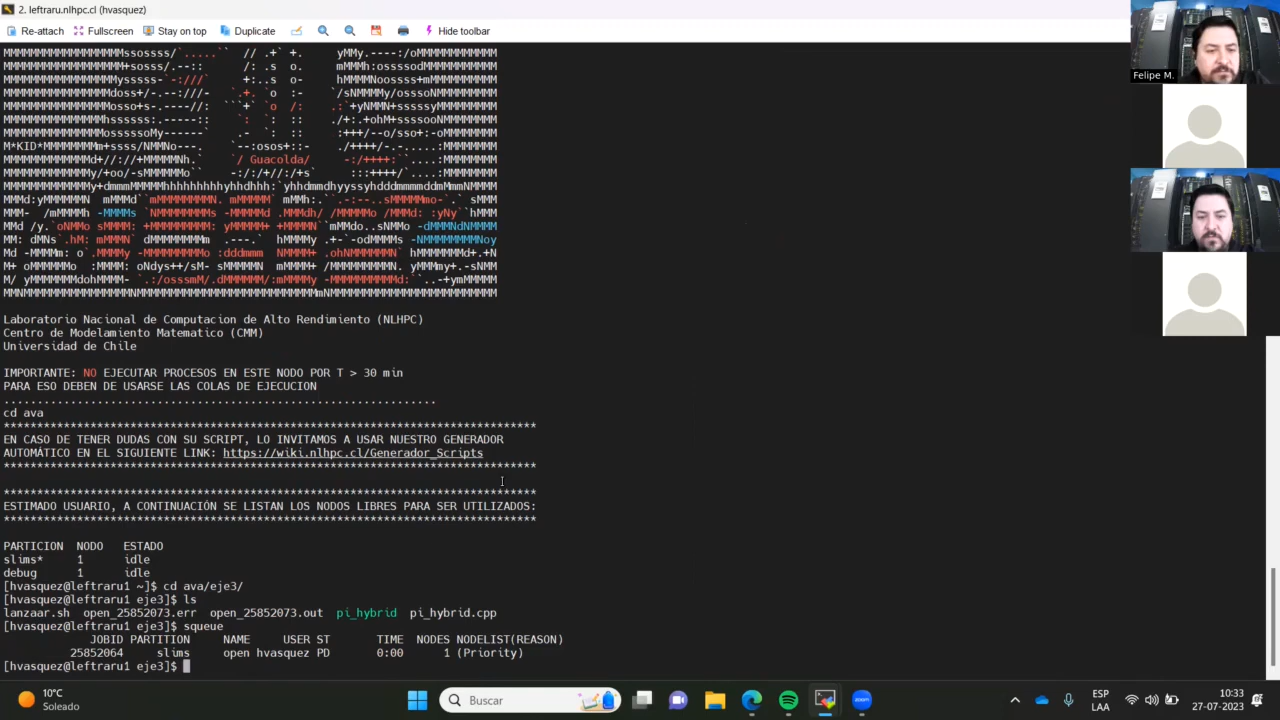 2. leftraru.nlhpc.cl (hvasquez)
Re-attach Fullscreen Stay on top Duplicate Hide toolbar
Guacolda
Laboratorio Nacional de Computacion de Alto Rendimiento (NLHPC)
Centro de Modelamiento Matematico (CMM)
Universidad de Chile
IMPORTANTE: NO EJECUTAR PROCESOS EN ESTE NODO POR T > 30 min
PARA ESO DEBEN DE USARSE LAS COLAS DE EJECUCION
cd ava
EN CASO DE TENER DUDAS CON SU SCRIPT, LO INVITAMOS A USAR NUESTRO GENERADOR
AUTOMÁTICO EN EL SIGUIENTE LINK: https://wiki.nlhpc.cl/Generador_Scripts
ESTIMADO USUARIO, A CONTINUACIÓN SE LISTAN LOS NODOS LIBRES PARA SER UTILIZADOS:
PARTICION NODO ESTADO
slims* 1 idle
debug 1 idle
[hvasquez@leftraru1 ~]$ cd ava/eje3/
[hvasquez@leftraru1 eje3]$ ls
lanzaar.sh open_25852073.err open_25852073.out pi_hybrid pi_hybrid.cpp
[hvasquez@leftraru1 eje3]$ squeue
JOBID PARTITION NAME USER ST TIME NODES NODELIST(REASON)
25852064 slims open hvasquez PD 0:00 1 (Priority)
[hvasquez@leftraru1 eje3]$
Felipe M.
10°C
Soleado
Buscar
zoom
ESP
LAA
10:33
27-07-2023